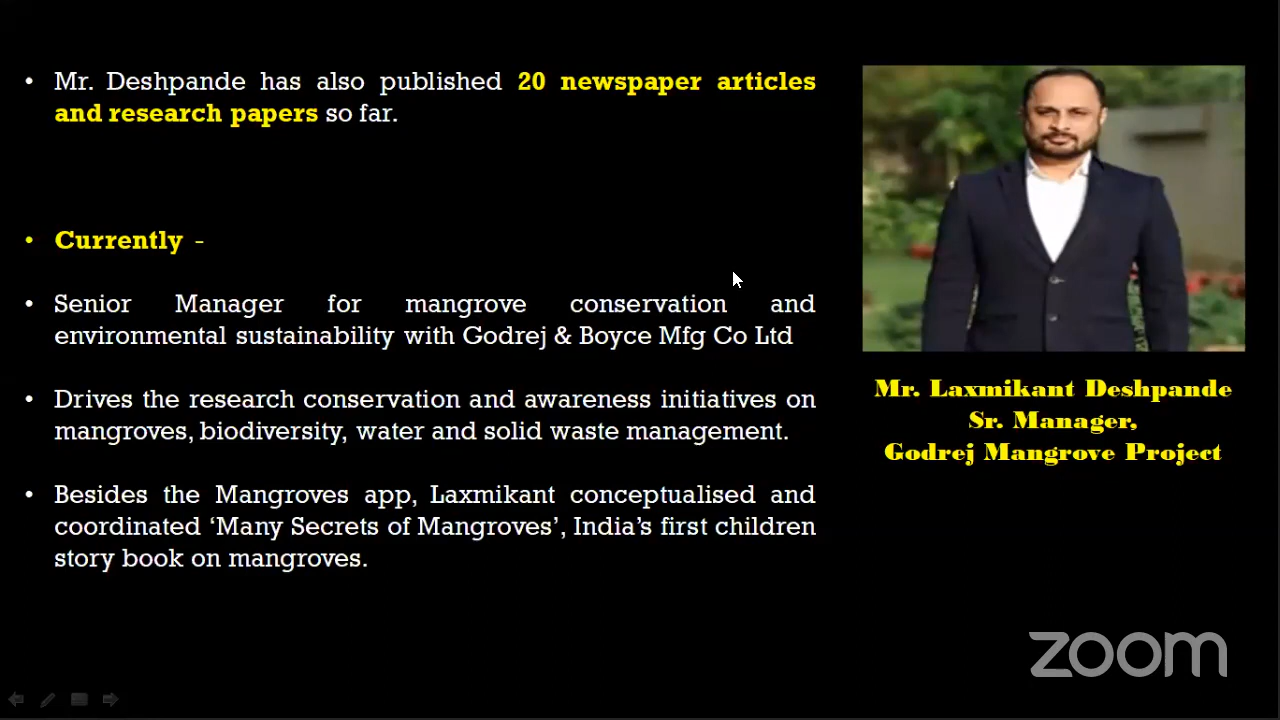 • Mr. Deshpande has also published 20 newspaper articles
and research papers so far.
• Currently -
• Senior Manager for mangrove conservation and
environmental sustainability with Godrej & Boyce Mfg Co Ltd
• Drives the research conservation and awareness initiatives on
mangroves, biodiversity, water and solid waste management.
• Besides the Mangroves app, Laxmikant conceptualised and
coordinated ‘Many Secrets of Mangroves’, India’s first children
story book on mangroves.
Mr. Laxmikant Deshpande
Sr. Manager,
Godrej Mangrove Project
zoom